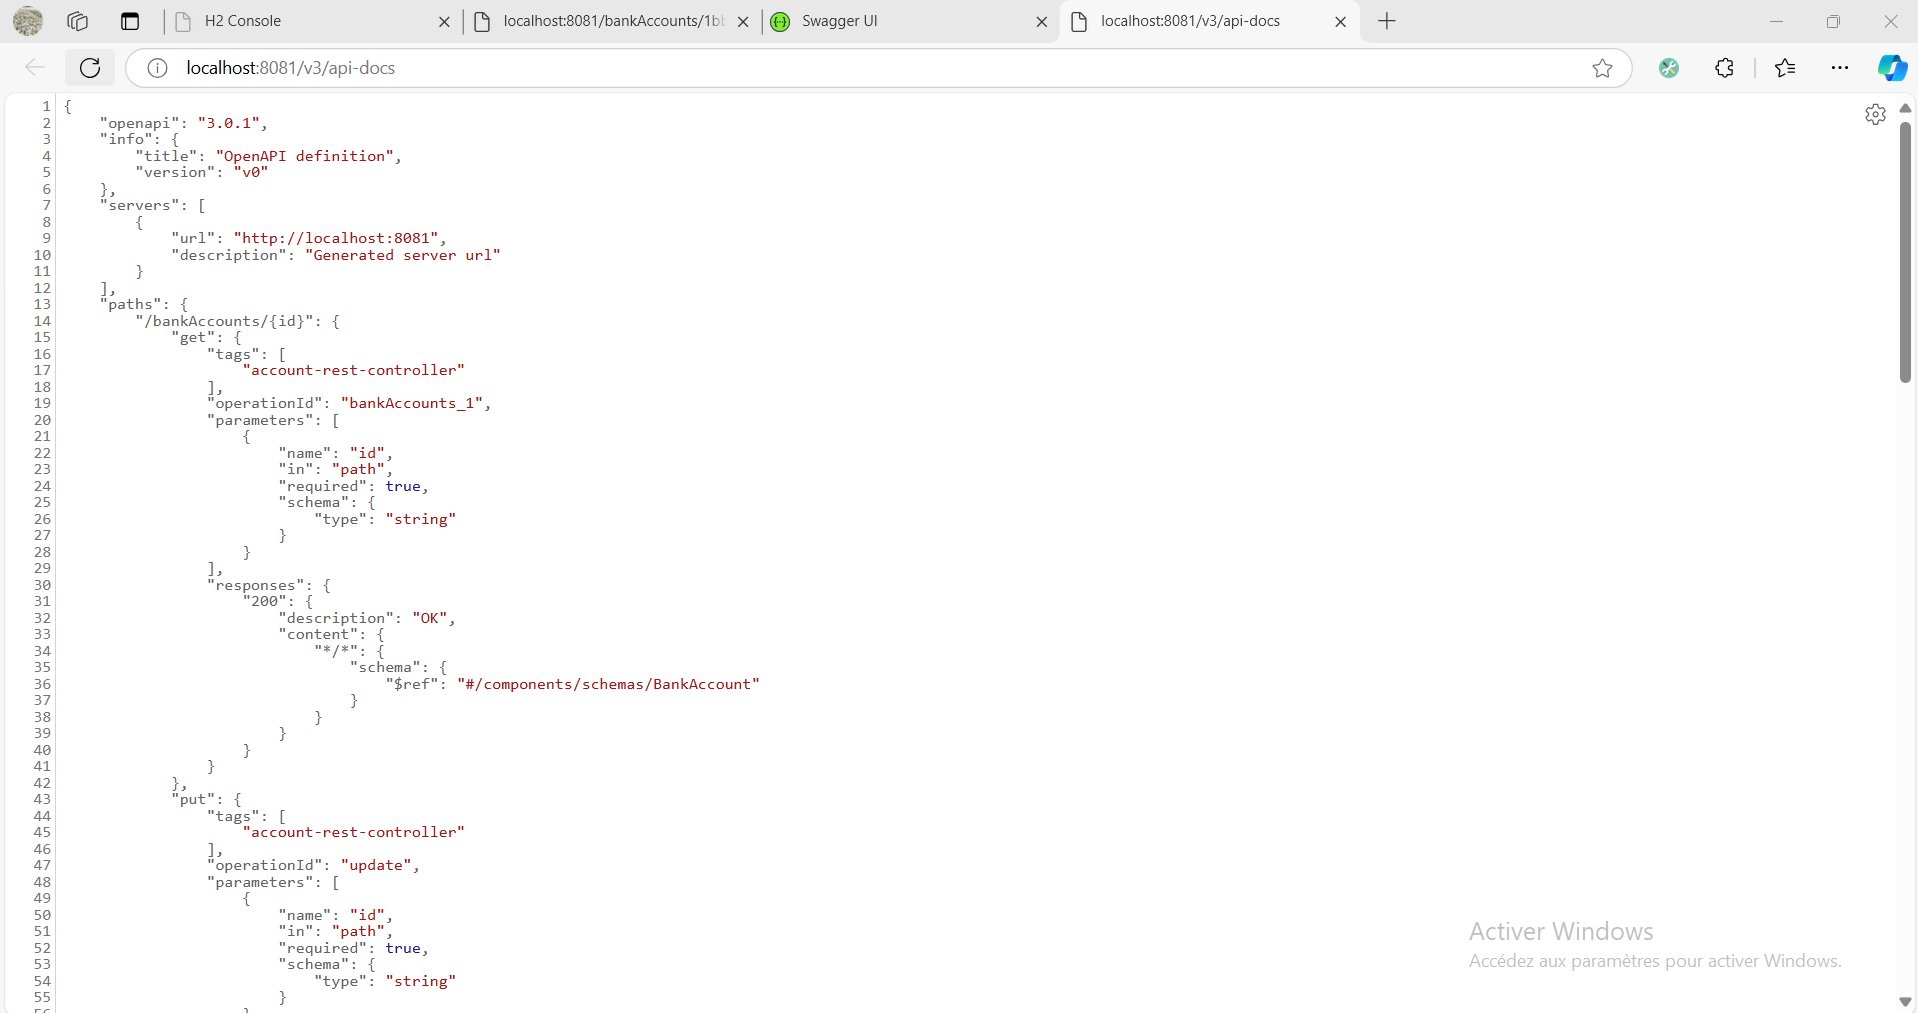 H2 Console
localhost:8081/bankAccounts/1bb
Swagger UI
localhost:8081/v3/api-docs
localhost:8081/v3/api-docs
1 {
2 "openapi": "3.0.1",
3 "info": {
4 "title": "OpenAPI definition",
5 "version": "v0"
6 },
7 "servers": [
8 {
9 "url": "http://localhost:8081",
10 "description": "Generated server url"
11 }
12 ],
13 "paths": {
14 "/bankAccounts/{id}": {
15 "get": {
16 "tags": [
17 "account-rest-controller"
18 ],
19 "operationId": "bankAccounts_1",
20 "parameters": [
21 {
22 "name": "id",
23 "in": "path",
24 "required": true,
25 "schema": {
26 "type": "string"
27 }
28 }
29 ],
30 "responses": {
31 "200": {
32 "description": "OK",
33 "content": {
34 "*/*": {
35 "schema": {
36 "$ref": "#/components/schemas/BankAccount"
37 }
38 }
39 }
40 }
41 }
42 },
43 "put": {
44 "tags": [
45 "account-rest-controller"
46 ],
47 "operationId": "update",
48 "parameters": [
49 {
50 "name": "id",
51 "in": "path",
52 "required": true,
53 "schema": {
54 "type": "string"
55 }
Activer Windows
Accédez aux paramètres pour activer Windows.